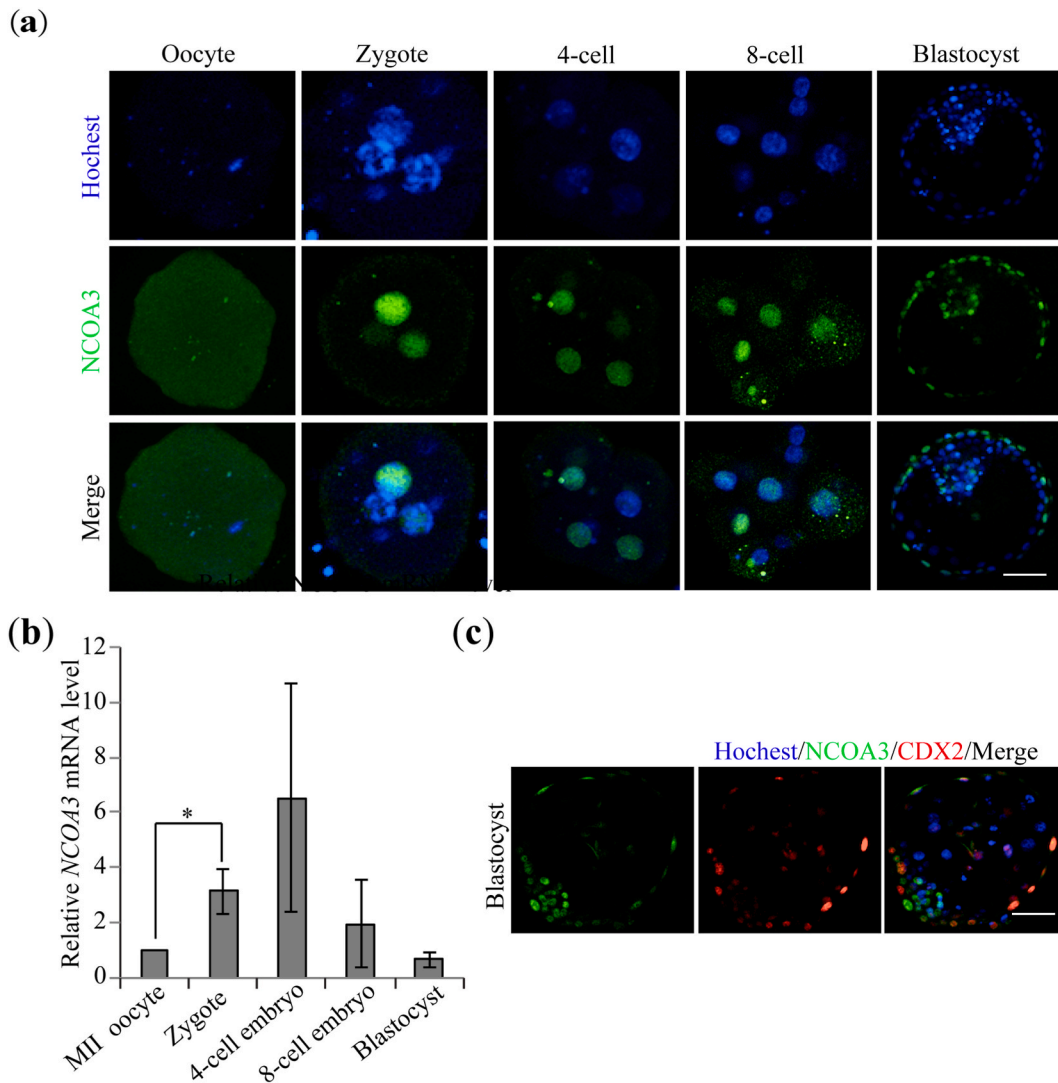 (a)
Oocyte Zygote 4-cell 8-cell Blastocyst
Hochest
NCOA3
Merge
(b)
12
10
8
6
4
2
0
Relative NCOA3 mRNA level
*
MII oocyte
Zygote
4-cell embryo
8-cell embryo
Blastocyst
(c)
Hochest/NCOA3/CDX2/Merge
Blastocyst